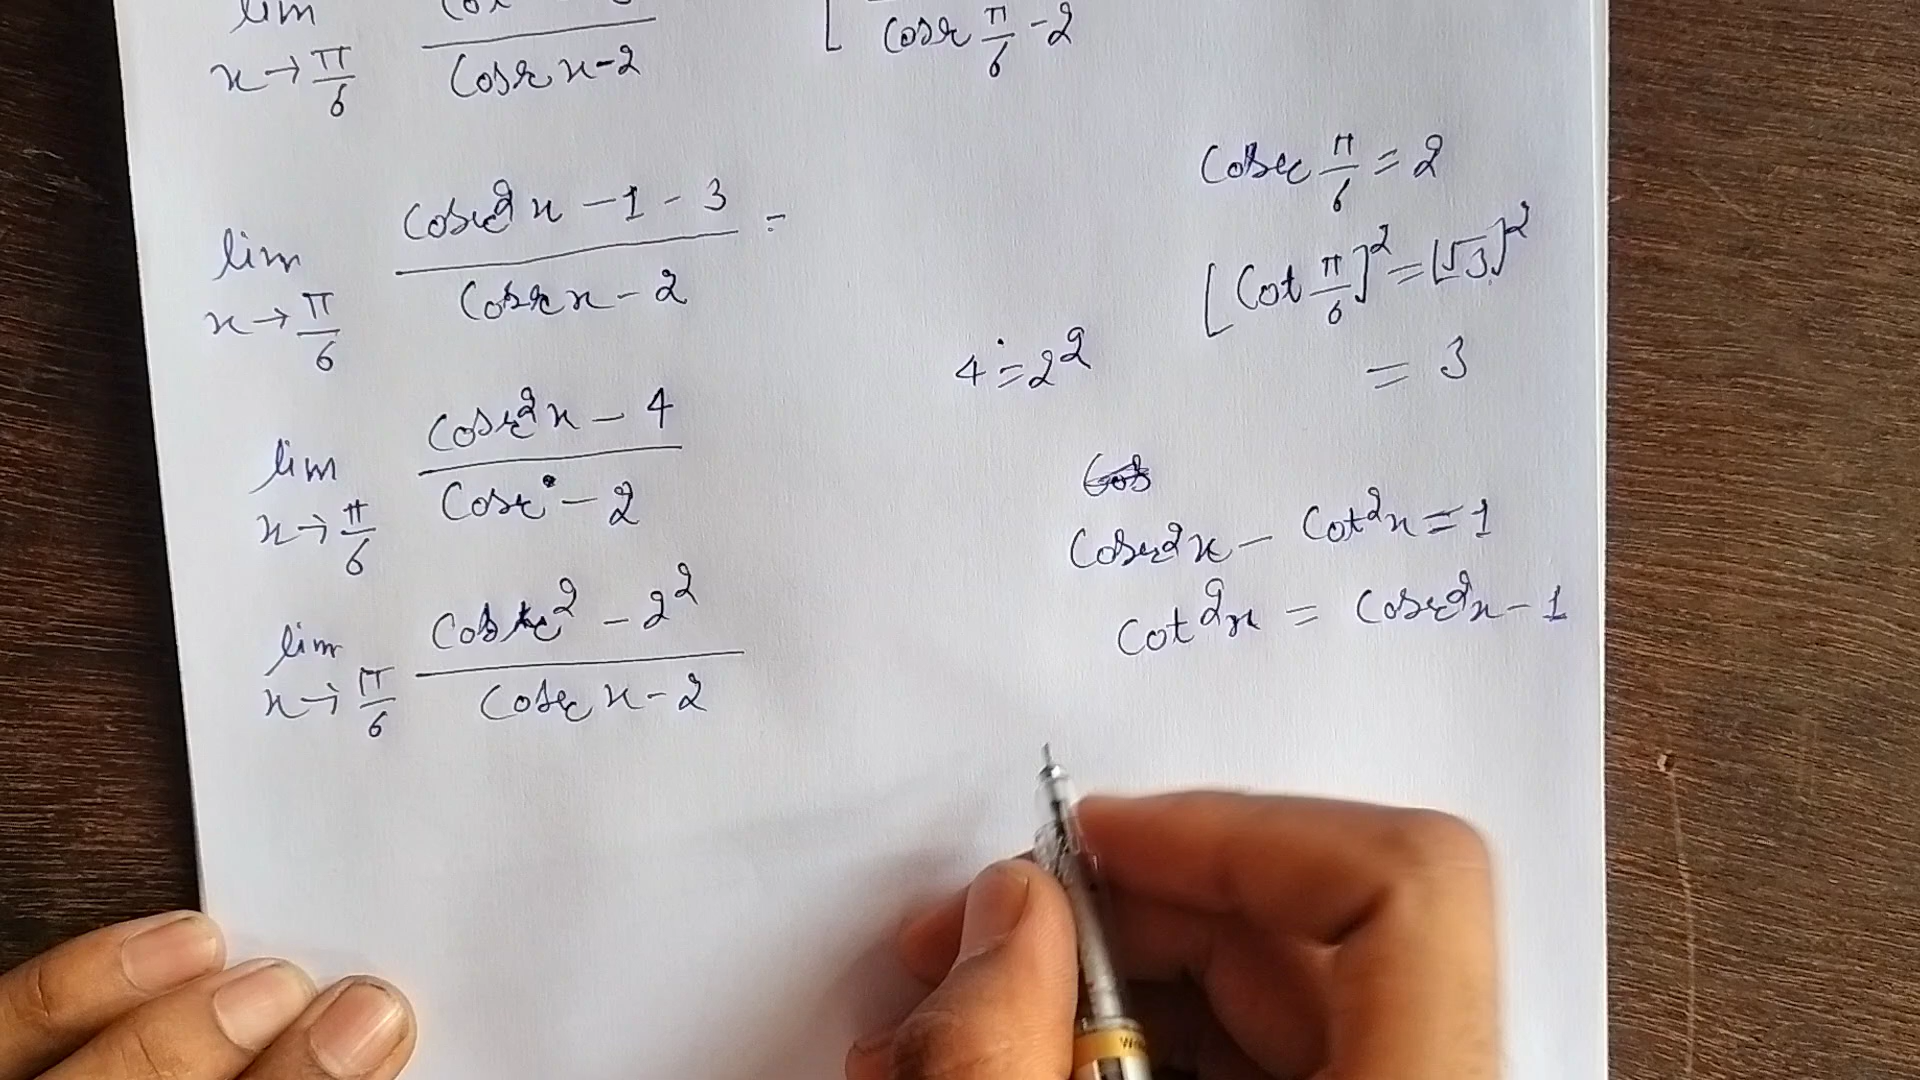 lim
x→π/6 cosec x-2
[ cosec π/6 -2
cosec π/6 = 2
lim x→π/6 (cosec²x -1 - 3)/(cosec x - 2) =
[cot π/6]² = [√3]²
= 3
4 = 2²
lim x→π/6 (cosec²x - 4)/(cosec - 2)
cosec²x - cot²x = 1
cot²x = cosec²x - 1
lim x→π/6 (cosec² - 2²)/(cosec x - 2)